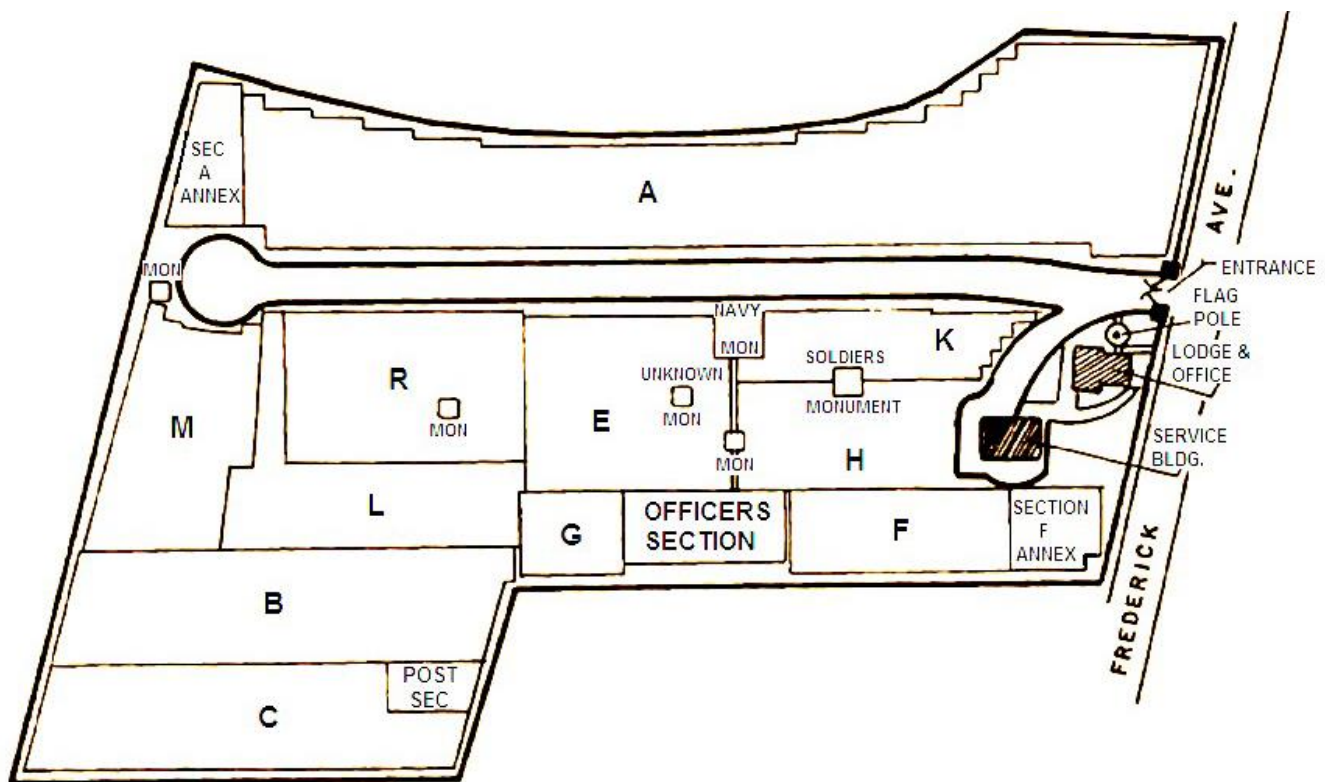 SEC
A
ANNEX
A
AVE.
ENTRANCE
FLAG
POLE
LODGE &
OFFICE
SERVICE
BLDG.
FREDERICK
MON
NAVY
MON
K
SOLDIERS
MONUMENT
UNKNOWN
MON
R
MON
E
MON
M
H
L
G
OFFICERS
SECTION
F
SECTION
F
ANNEX
B
POST
SEC
C